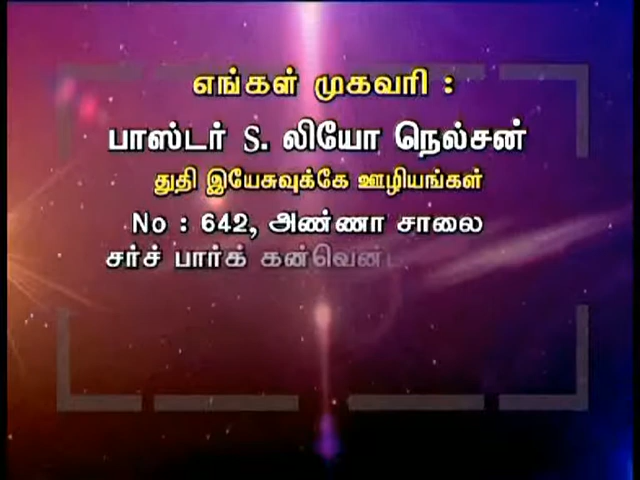 எங்கள் முகவரி :
பாஸ்டர் S. லியோ நெல்சன்
துதி இயேசுவுக்கே ஊழியங்கள்
No : 642, அண்ணா சாலை
சர்ச் பார்க்